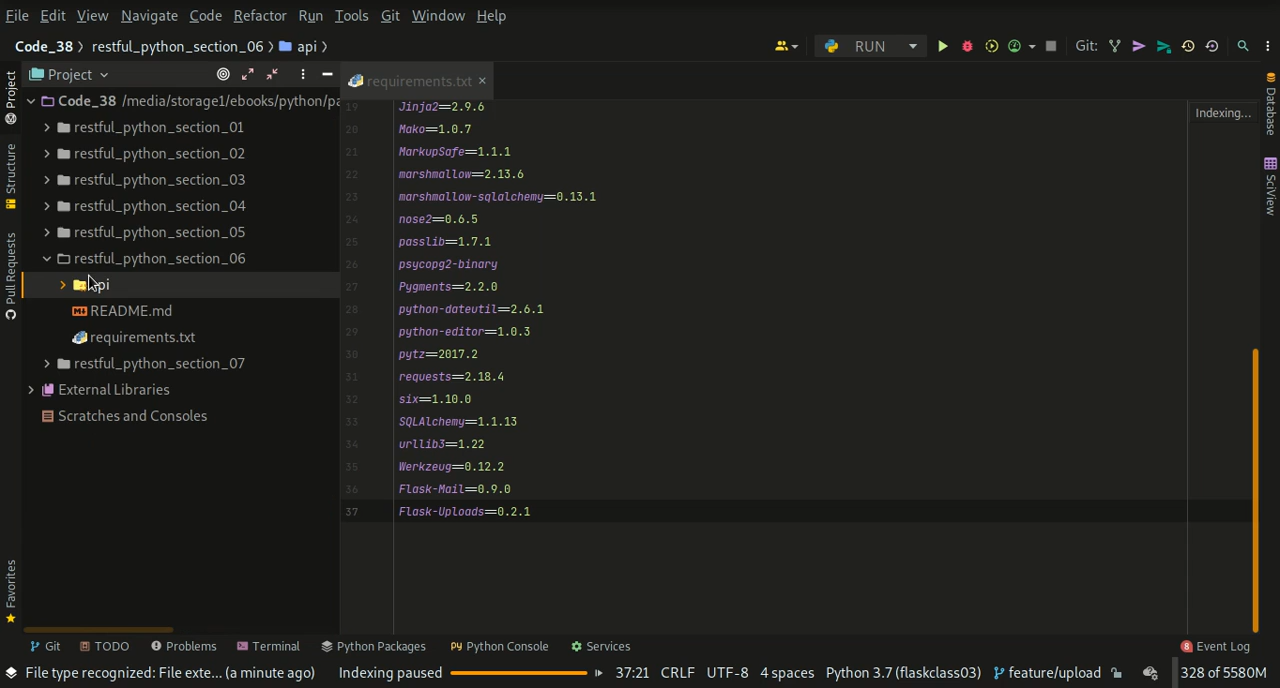 File Edit View Navigate Code Refactor Run Tools Git Window Help
Code_38 restful_python_section_06 api RUN Git:
Project requirements.txt
Code_38 /media/storage1/ebooks/python/pa
restful_python_section_01
restful_python_section_02
restful_python_section_03
restful_python_section_04
restful_python_section_05
restful_python_section_06
api
README.md
requirements.txt
restful_python_section_07
External Libraries
Scratches and Consoles
19 Jinja2==2.9.6
20 Mako==1.0.7
21 MarkupSafe==1.1.1
22 marshmallow==2.13.6
23 marshmallow-sqlalchemy==0.13.1
24 nose2==0.6.5
25 passlib==1.7.1
26 psycopg2-binary
27 Pygments==2.2.0
28 python-dateutil==2.6.1
29 python-editor==1.0.3
30 pytz==2017.2
31 requests==2.18.4
32 six==1.10.0
33 SQLAlchemy==1.1.13
34 urllib3==1.22
35 Werkzeug==0.12.2
36 Flask-Mail==0.9.0
37 Flask-Uploads==0.2.1
Indexing...
Project
Structure
Pull Requests
Favorites
Database
SciView
Git TODO Problems Terminal Python Packages Python Console Services 8 Event Log
File type recognized: File exte... (a minute ago) Indexing paused 37:21 CRLF UTF-8 4 spaces Python 3.7 (flaskclass03) feature/upload 328 of 5580M